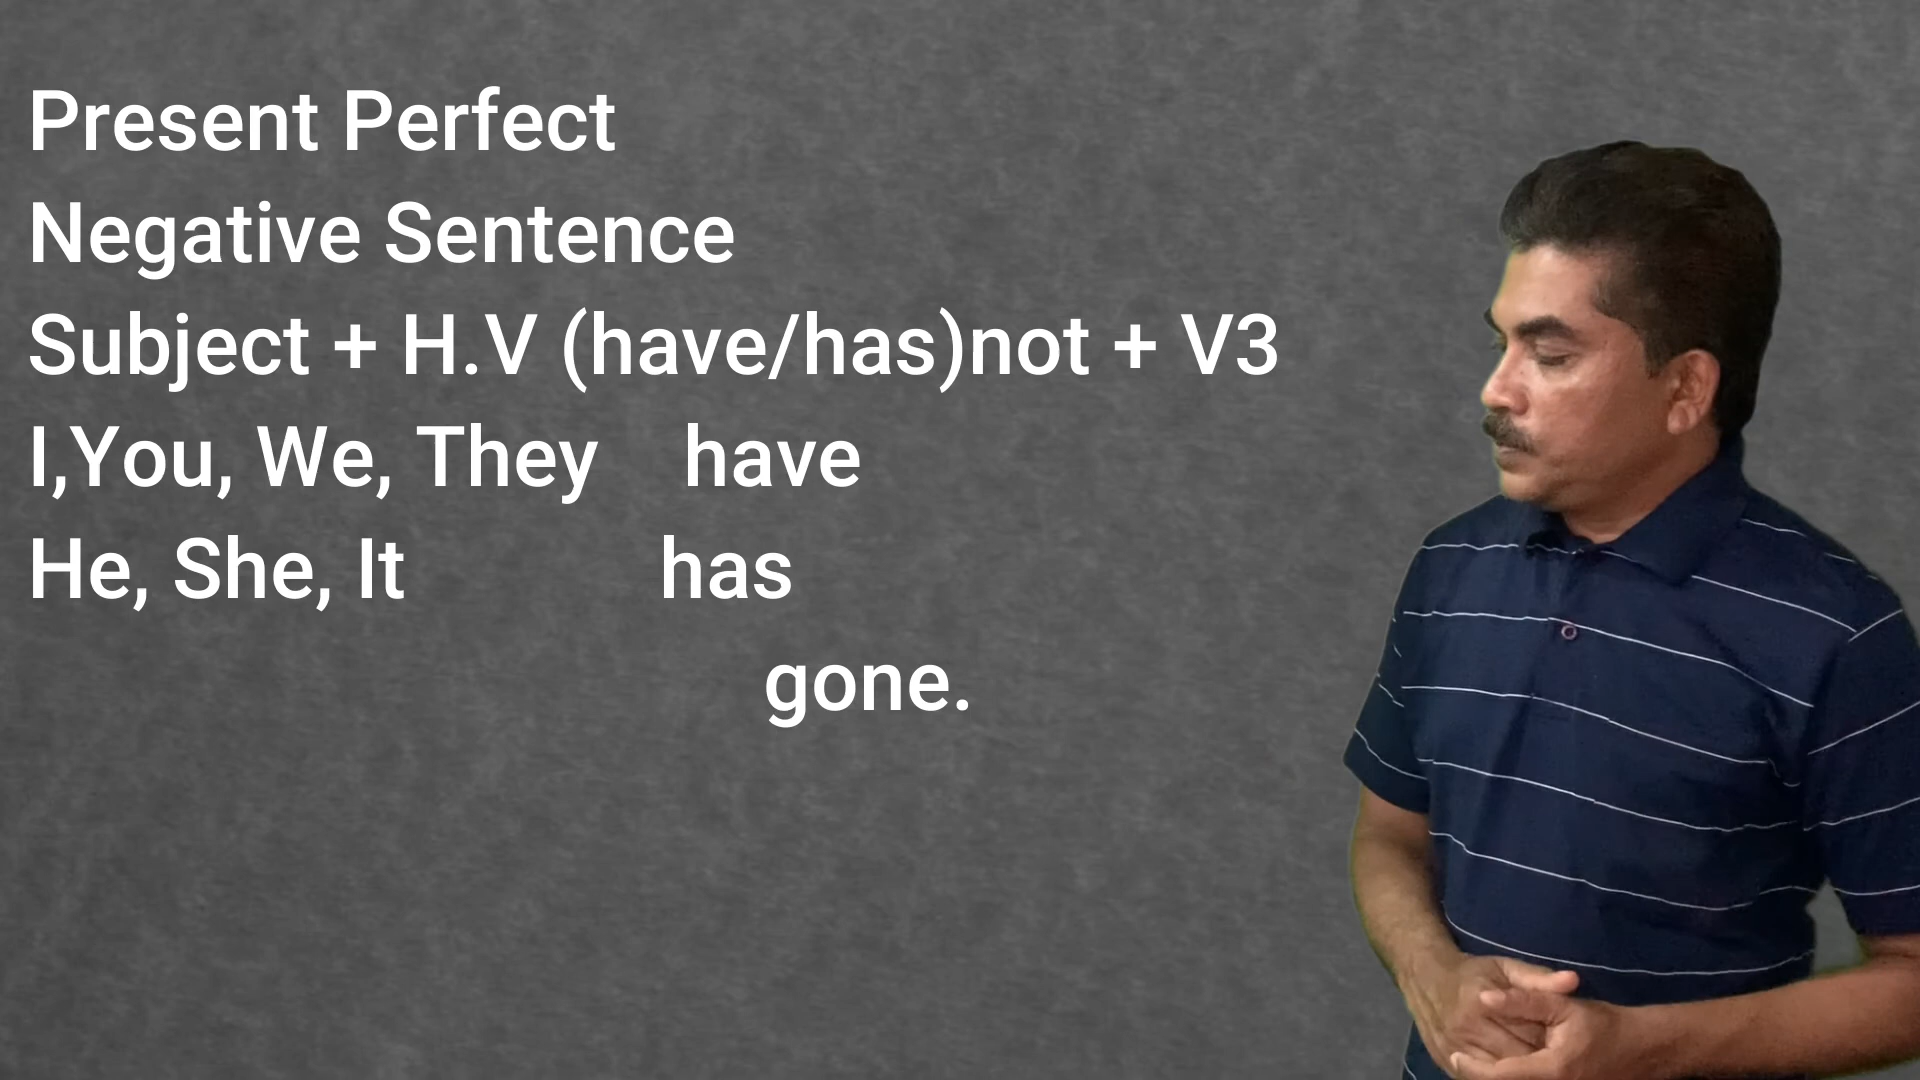 Present Perfect
Negative Sentence
Subject + H.V (have/has)not + V3
I,You, We, They have
He, She, It has
gone.